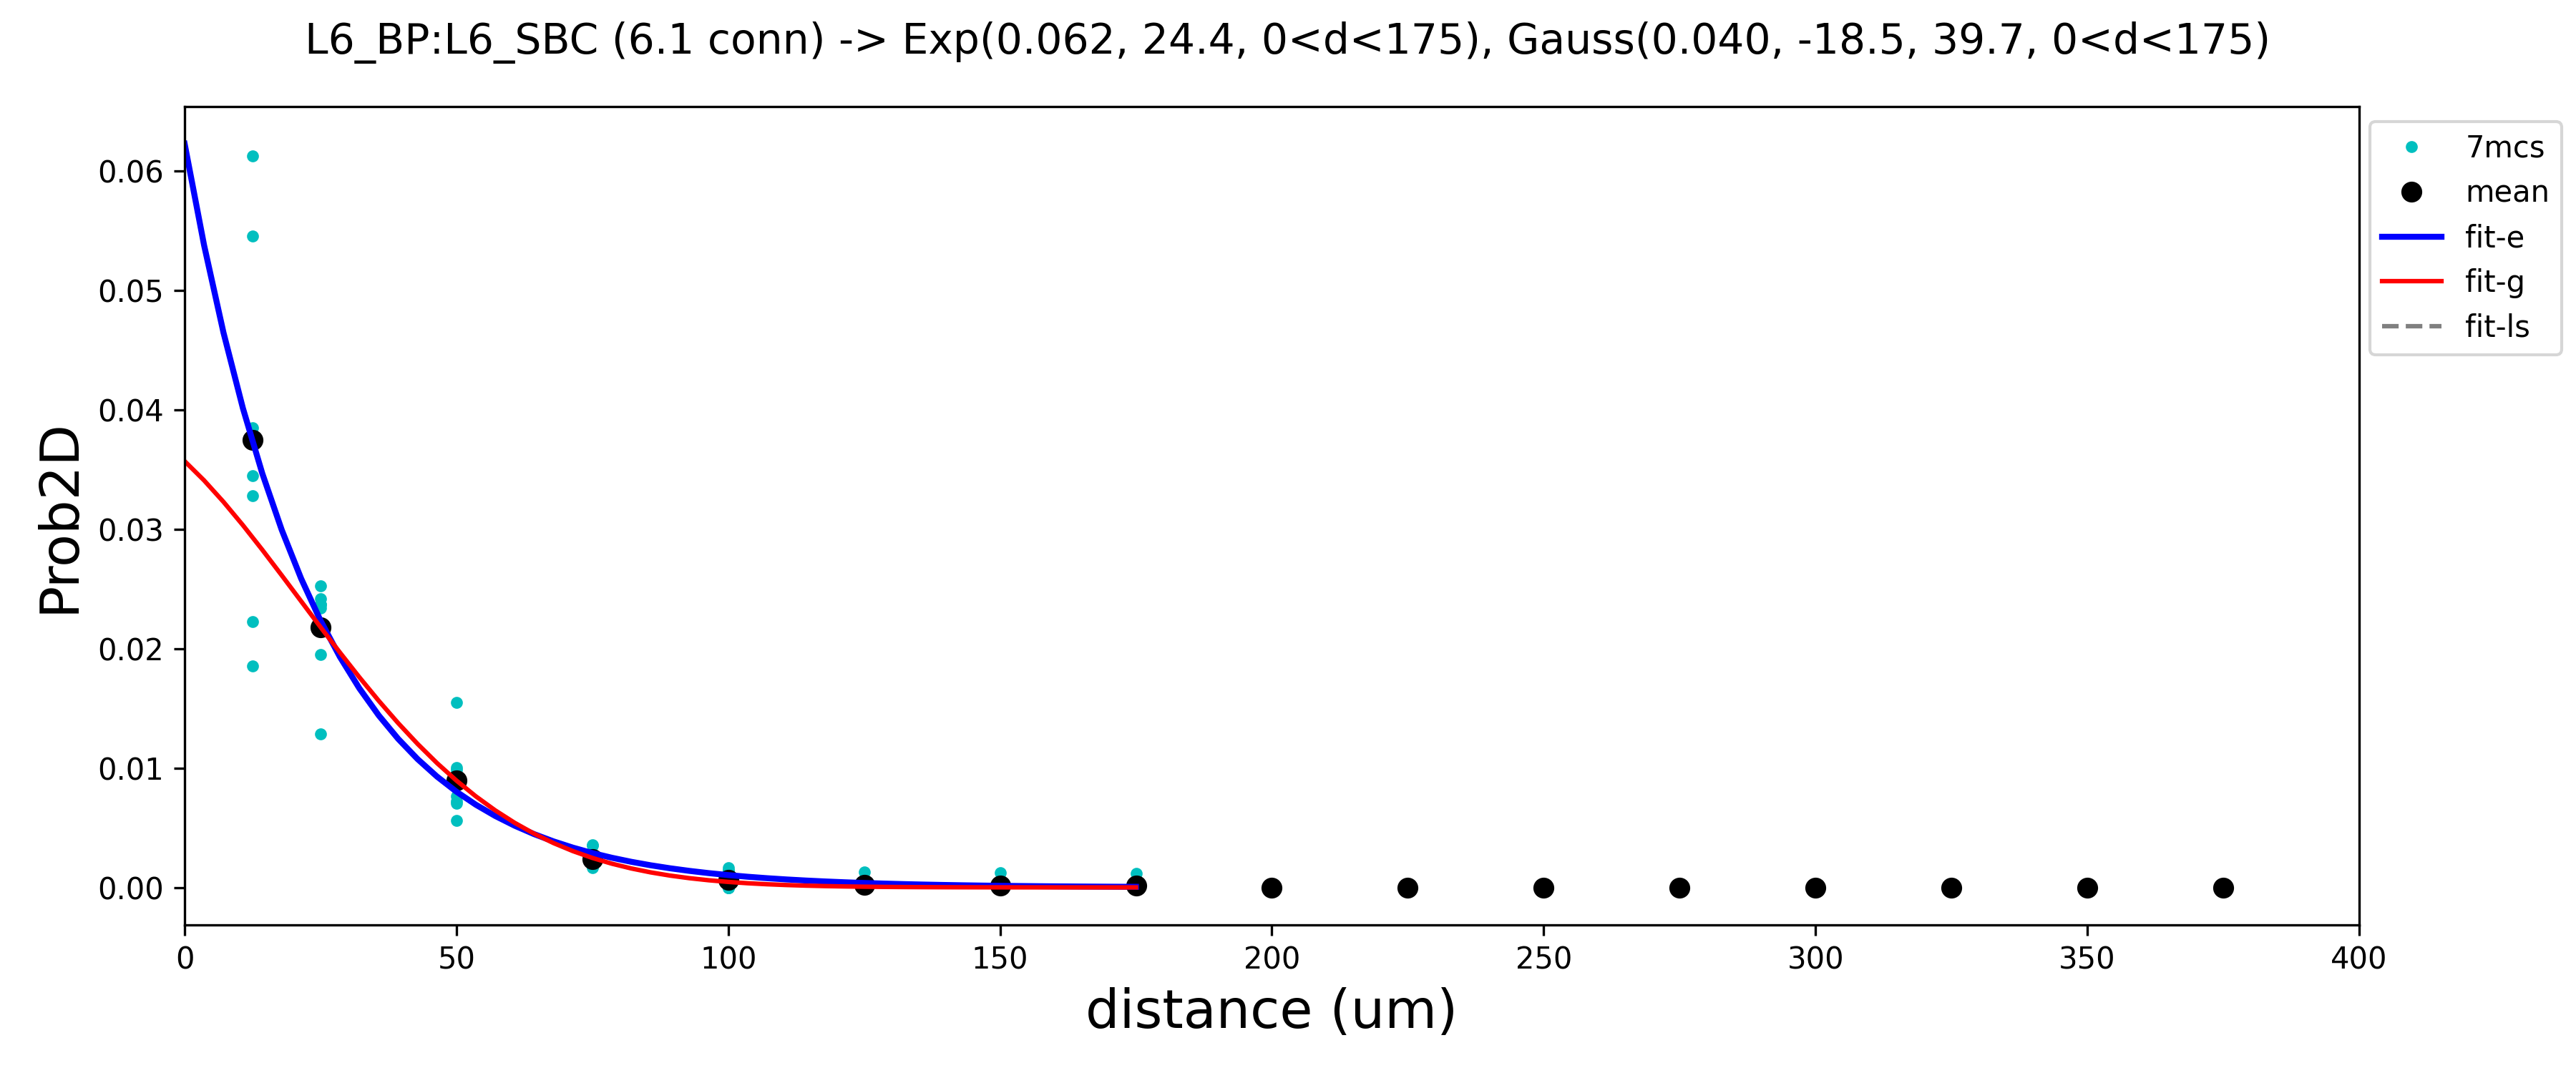 L6_BP:L6_SBC (6.1 conn) -> Exp(0.062, 24.4, 0<d<175), Gauss(0.040, -18.5, 39.7, 0<d<175)
7mcs
mean
fit-e
fit-g
fit-ls
Prob2D
0.06
0.05
0.04
0.03
0.02
0.01
0.00
0 50 100 150 200 250 300 350 400
distance (um)